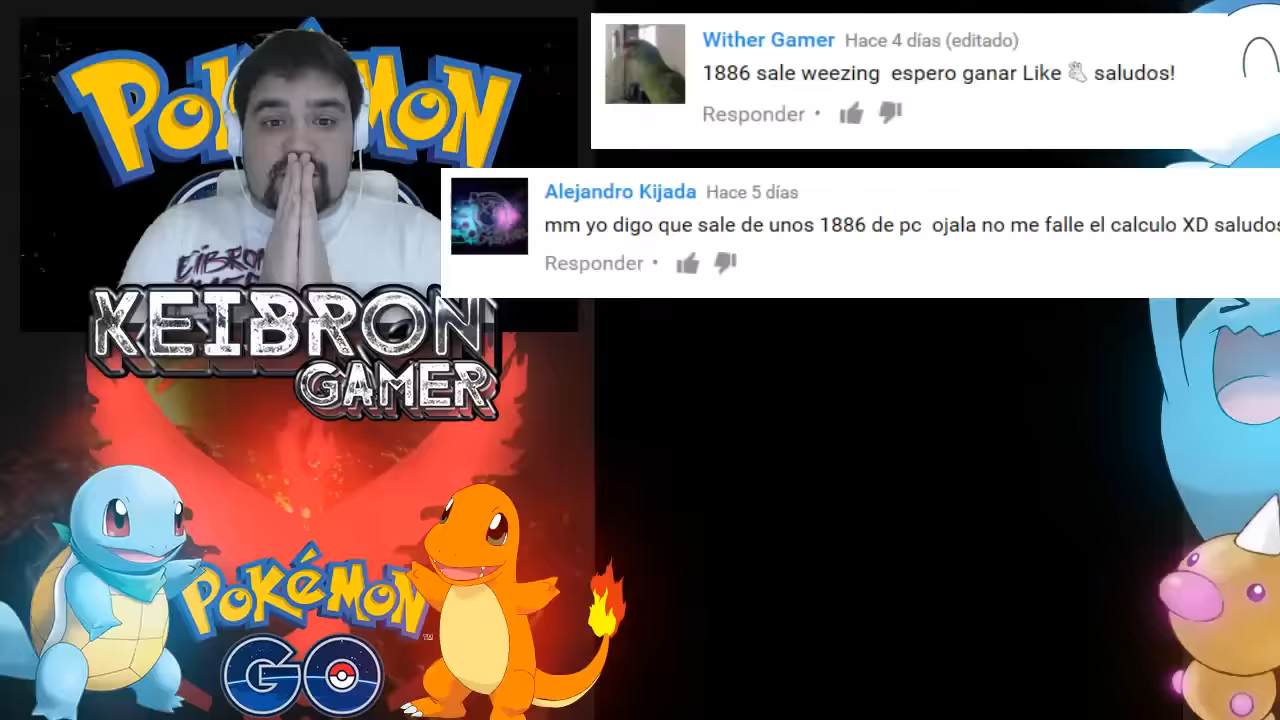 POKÉMON
Wither Gamer Hace 4 días (editado)
1886 sale weezing espero ganar Like 👏 saludos!
Responder •
Alejandro Kijada Hace 5 días
mm yo digo que sale de unos 1886 de pc ojala no me falle el calculo XD saludos
Responder •
KEIBRON
GAMER
POKéMON™
GO